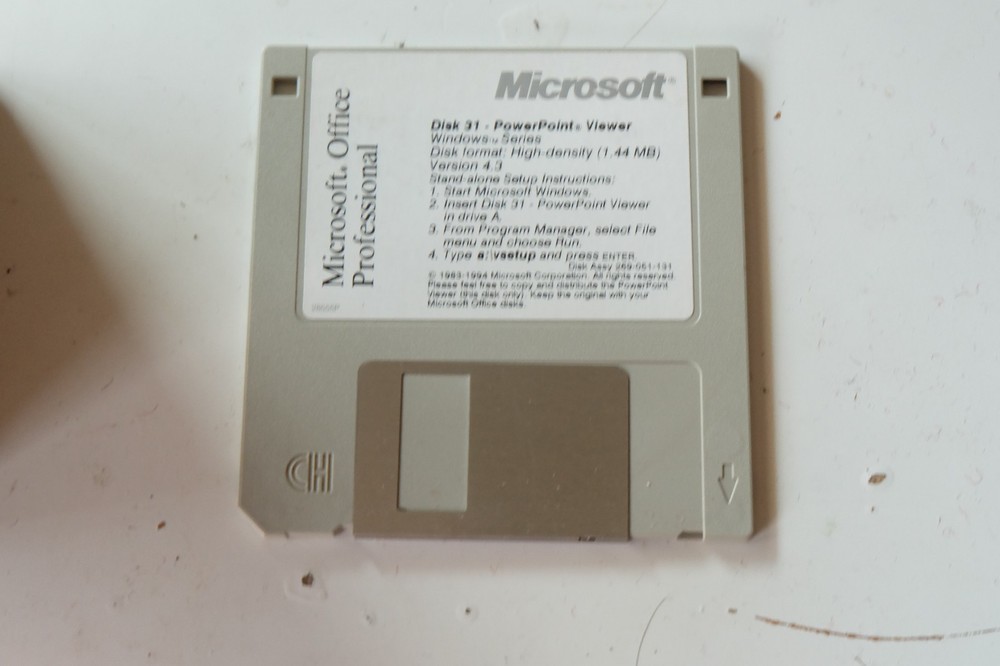 Microsoft. Office
Professional
Microsoft®
Disk 31 - PowerPoint® Viewer
Windows™ Series
Disk format: High-density (1.44 MB)
Version 4.3
Stand-alone Setup Instructions:
1. Start Microsoft Windows.
2. Insert Disk 31 - PowerPoint Viewer
in drive A.
3. From Program Manager, select File
menu and choose Run.
4. Type a:\vsetup and press ENTER.
Disk Assy 269-051-131
© 1983-1994 Microsoft Corporation. All rights reserved.
Please feel free to copy and distribute the PowerPoint
Viewer (this disk only). Keep the original with your
Microsoft Office disks.